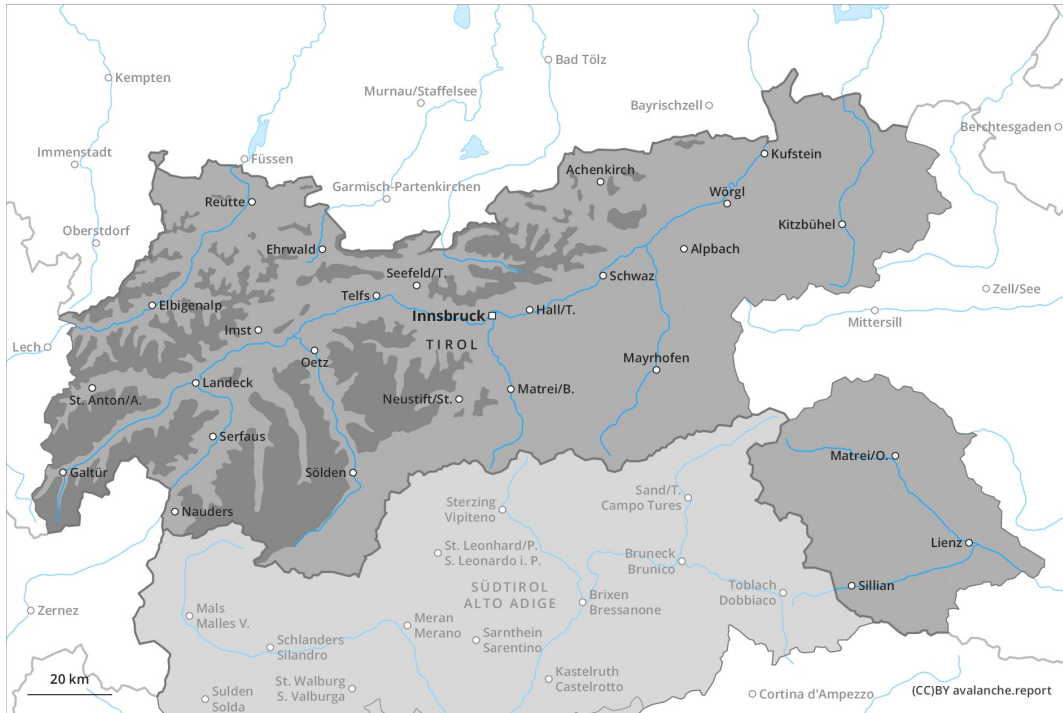 Kempten
Bad Tölz
Murnau/Staffelsee
Bayrischzell
Berchtesgaden
Immenstadt
Füssen
Kufstein
Achenkirch
Garmisch-Partenkirchen
Wörgl
Reutte
Kitzbühel
Oberstdorf
Ehrwald
Alpbach
Seefeld/T.
Schwaz
Zell/See
Telfs
Elbigenalp
Innsbruck
Hall/T.
Mittersill
Imst
TIROL
Lech
Oetz
Mayrhofen
Landeck
St. Anton/A.
Neustift/St.
Matrei/B.
Serfaus
Matrei/O.
Galtür
Sölden
Sand/T.
Campo Tures
Sterzing
Vipiteno
Nauders
Lienz
St. Leonhard/P.
S. Leonardo i. P.
Bruneck
Brunico
SÜDTIROL
ALTO ADIGE
Toblach
Dobbiaco
Sillian
Brixen
Bressanone
Zernez
Mals
Malles V.
Meran
Merano
Sarnthein
Sarentino
Schlanders
Silandro
Kastelruth
Castelrotto
20 km
St. Walburg
S. Valburga
Sulden
Solda
Cortina d'Ampezzo
(CC)BY avalanche.report